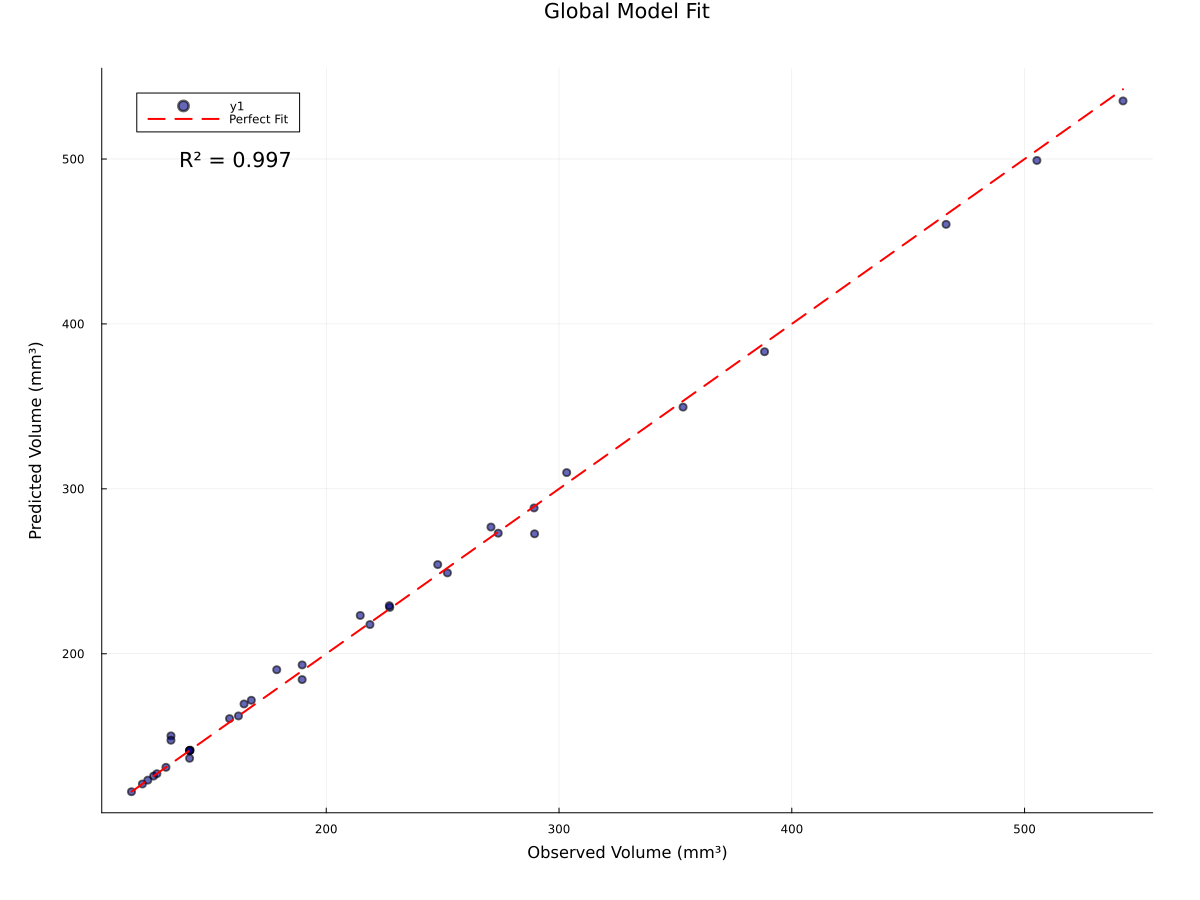 Global Model Fit
y1
Perfect Fit
R² = 0.997
500
400
300
200
Predicted Volume (mm³)
200 300 400 500
Observed Volume (mm³)